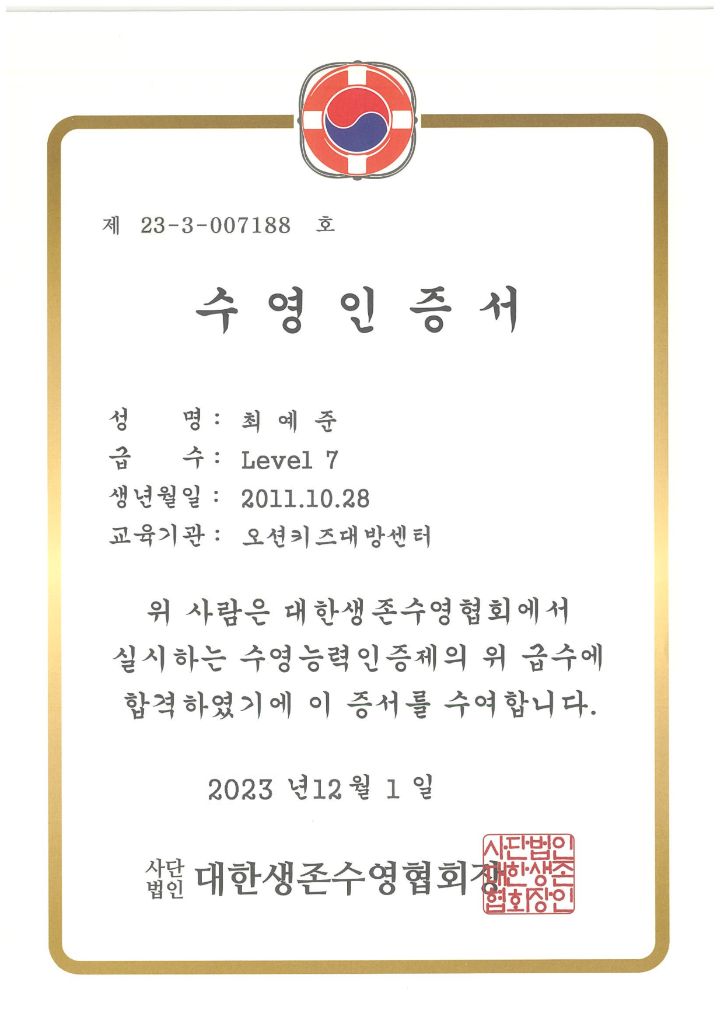 제 23-3-007188 호
수영인증서
성 명 : 최예준
급 수 : Level 7
생년월일 : 2011.10.28
교육기관 : 오션키즈대방센터
위 사람은 대한생존수영협회에서
실시하는 수영능력인증제의 위 급수에
합격하였기에 이 증서를 수여합니다.
2023 년12월 1 일
사단
법인 대한생존수영협회장
사단법인
대한생존
협회장인